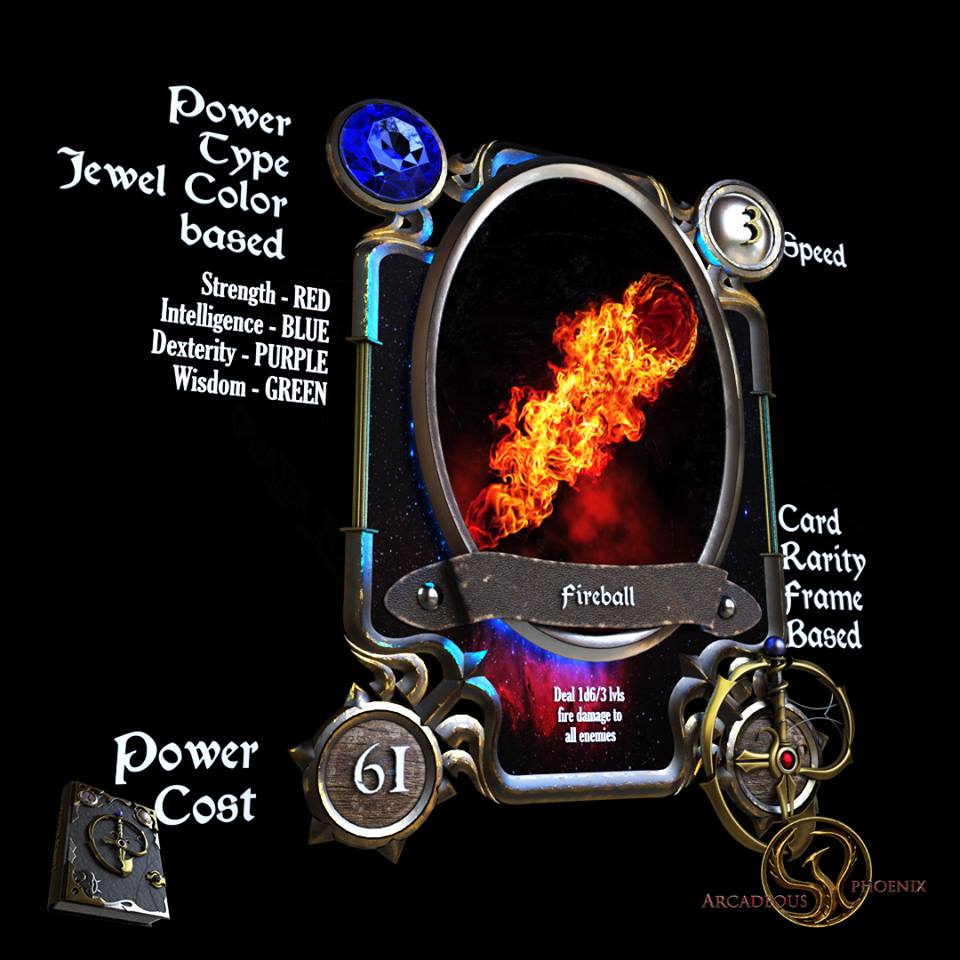 Power
Type
Jewel Color
based
Strength - RED
Intelligence - BLUE
Dexterity - PURPLE
Wisdom - GREEN
3
Speed
Card
Rarity
Frame
Based
Fireball
Deal 1d6/3 lvls
fire damage to
all enemies
Power
Cost
61
ARCADEOUS PHOENIX